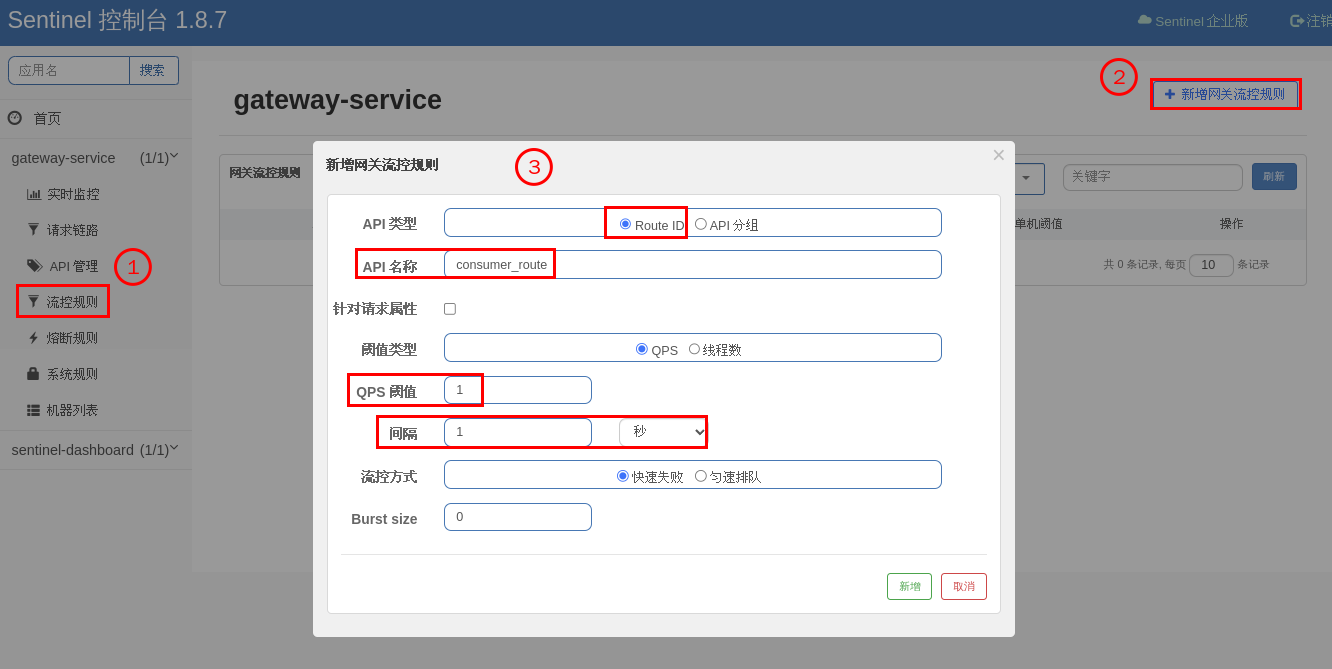 Sentinel 控制台 1.8.7
Sentinel 企业版
注销
应用名
搜索
首页
gateway-service (1/1)
实时监控
请求链路
API 管理
1
流控规则
熔断规则
系统规则
机器列表
sentinel-dashboard (1/1)
gateway-service
2
新增网关流控规则
网关流控规则
关键字
刷新
单机阈值
操作
共 0 条记录, 每页 10 条记录
新增网关流控规则
3
×
API 类型
Route ID
API 分组
API 名称
consumer_route
针对请求属性
阈值类型
QPS
线程数
QPS 阈值
1
间隔
1
秒
流控方式
快速失败
匀速排队
Burst size
0
新增
取消